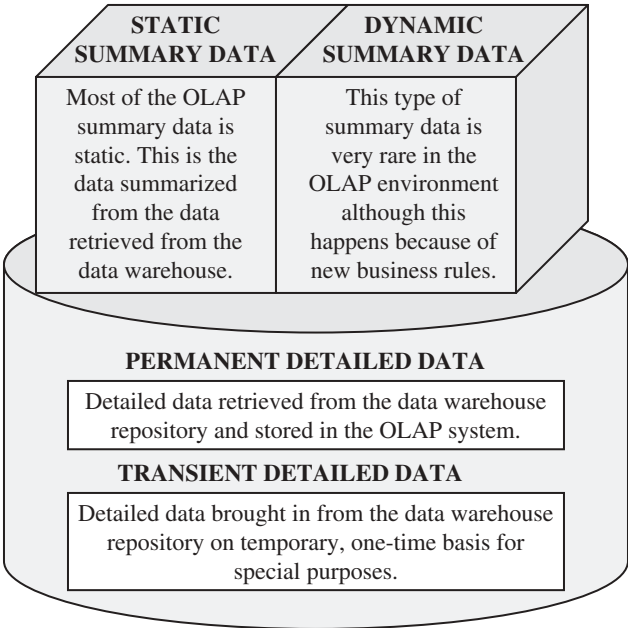 STATIC
SUMMARY DATA
Most of the OLAP
summary data is
static. This is the
data summarized
from the data
retrieved from the
data warehouse.
DYNAMIC
SUMMARY DATA
This type of
summary data is
very rare in the
OLAP environment
although this
happens because of
new business rules.
PERMANENT DETAILED DATA
Detailed data retrieved from the data warehouse
repository and stored in the OLAP system.
TRANSIENT DETAILED DATA
Detailed data brought in from the data warehouse
repository on temporary, one-time basis for
special purposes.